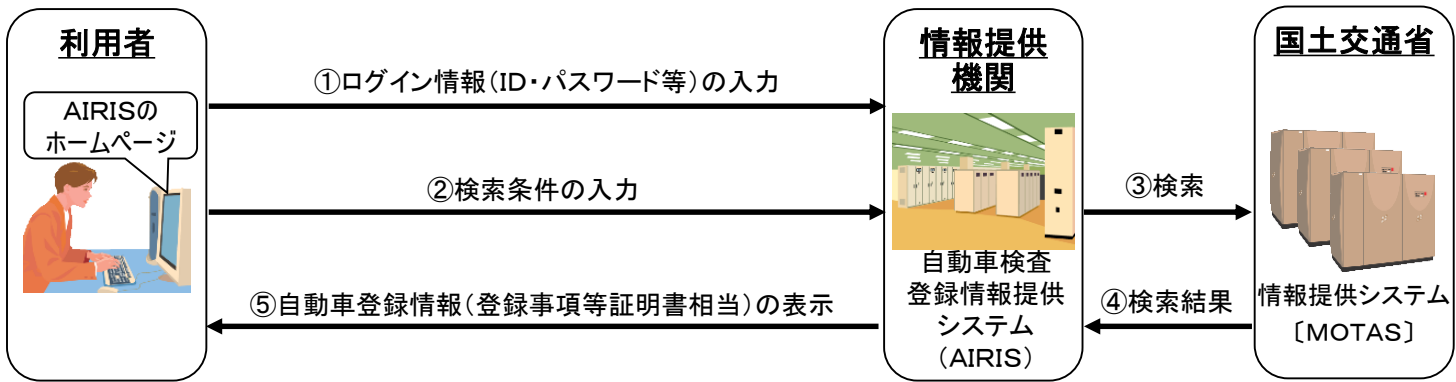 利用者
AIRISの
ホームページ
①ログイン情報（ID・パスワード等）の入力
②検索条件の入力
⑤自動車登録情報（登録事項等証明書相当）の表示
情報提供
機関
自動車検査
登録情報提供
システム
（AIRIS）
③検索
④検索結果
国土交通省
情報提供システム
〔MOTAS〕